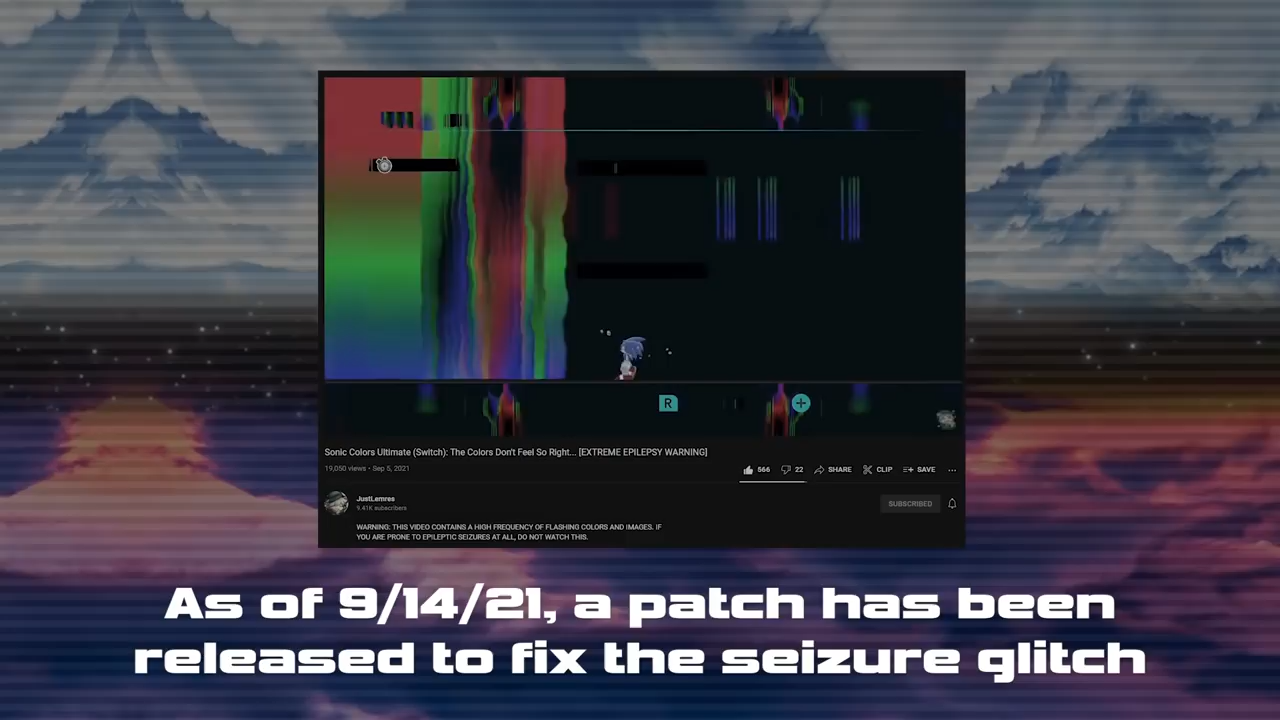 R
+
Sonic Colors Ultimate (Switch): The Colors Don't Feel So Right... [EXTREME EPILEPSY WARNING]
19,050 views • Sep 5, 2021
566 22 SHARE CLIP SAVE ...
JustLemres
9.41K subscribers
SUBSCRIBED
WARNING: THIS VIDEO CONTAINS A HIGH FREQUENCY OF FLASHING COLORS AND IMAGES. IF
YOU ARE PRONE TO EPILEPTIC SEIZURES AT ALL, DO NOT WATCH THIS.
As of 9/14/21, a patch has been
released to fix the seizure glitch